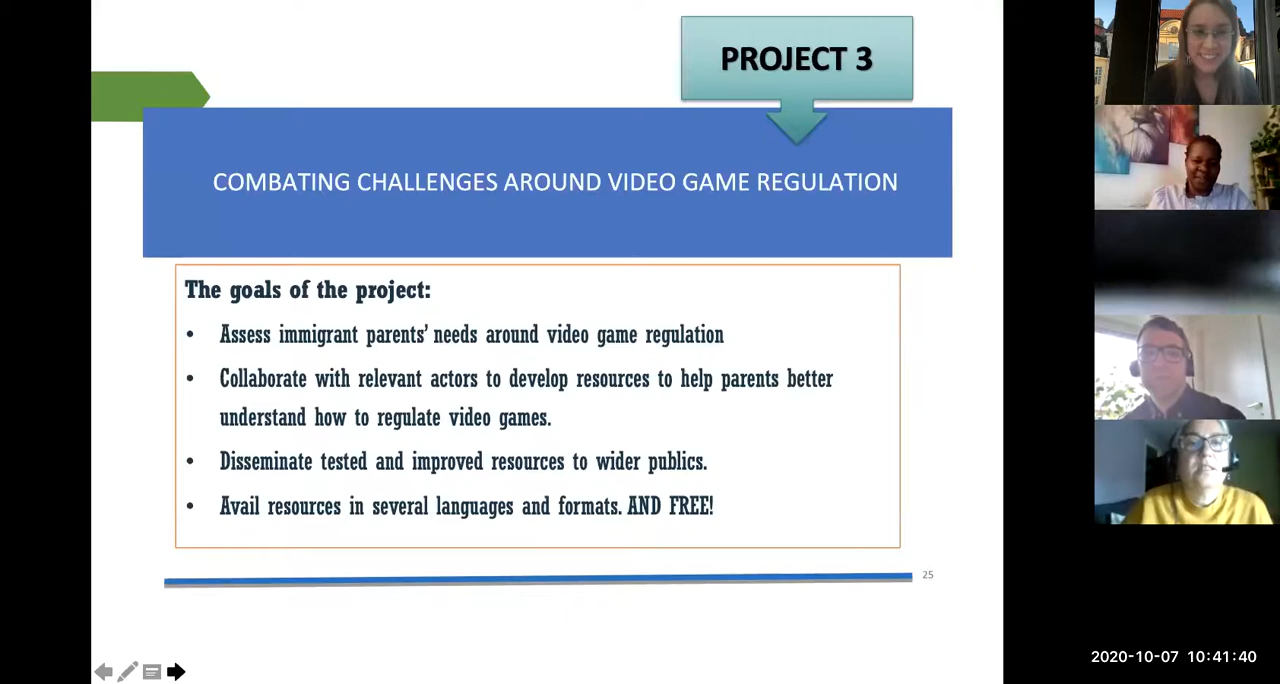 PROJECT 3
COMBATING CHALLENGES AROUND VIDEO GAME REGULATION
The goals of the project:
• Assess immigrant parents’ needs around video game regulation
• Collaborate with relevant actors to develop resources to help parents better
understand how to regulate video games.
• Disseminate tested and improved resources to wider publics.
• Avail resources in several languages and formats. AND FREE!
25
2020-10-07 10:41:40